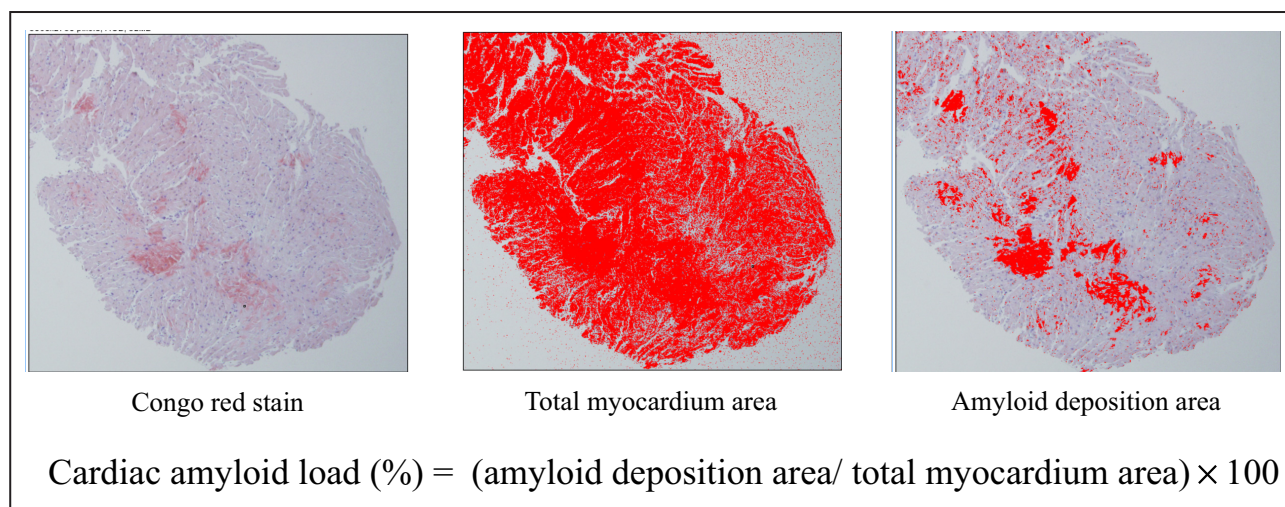 Congo red stain
Total myocardium area
Amyloid deposition area
Cardiac amyloid load (%) = (amyloid deposition area/ total myocardium area) × 100